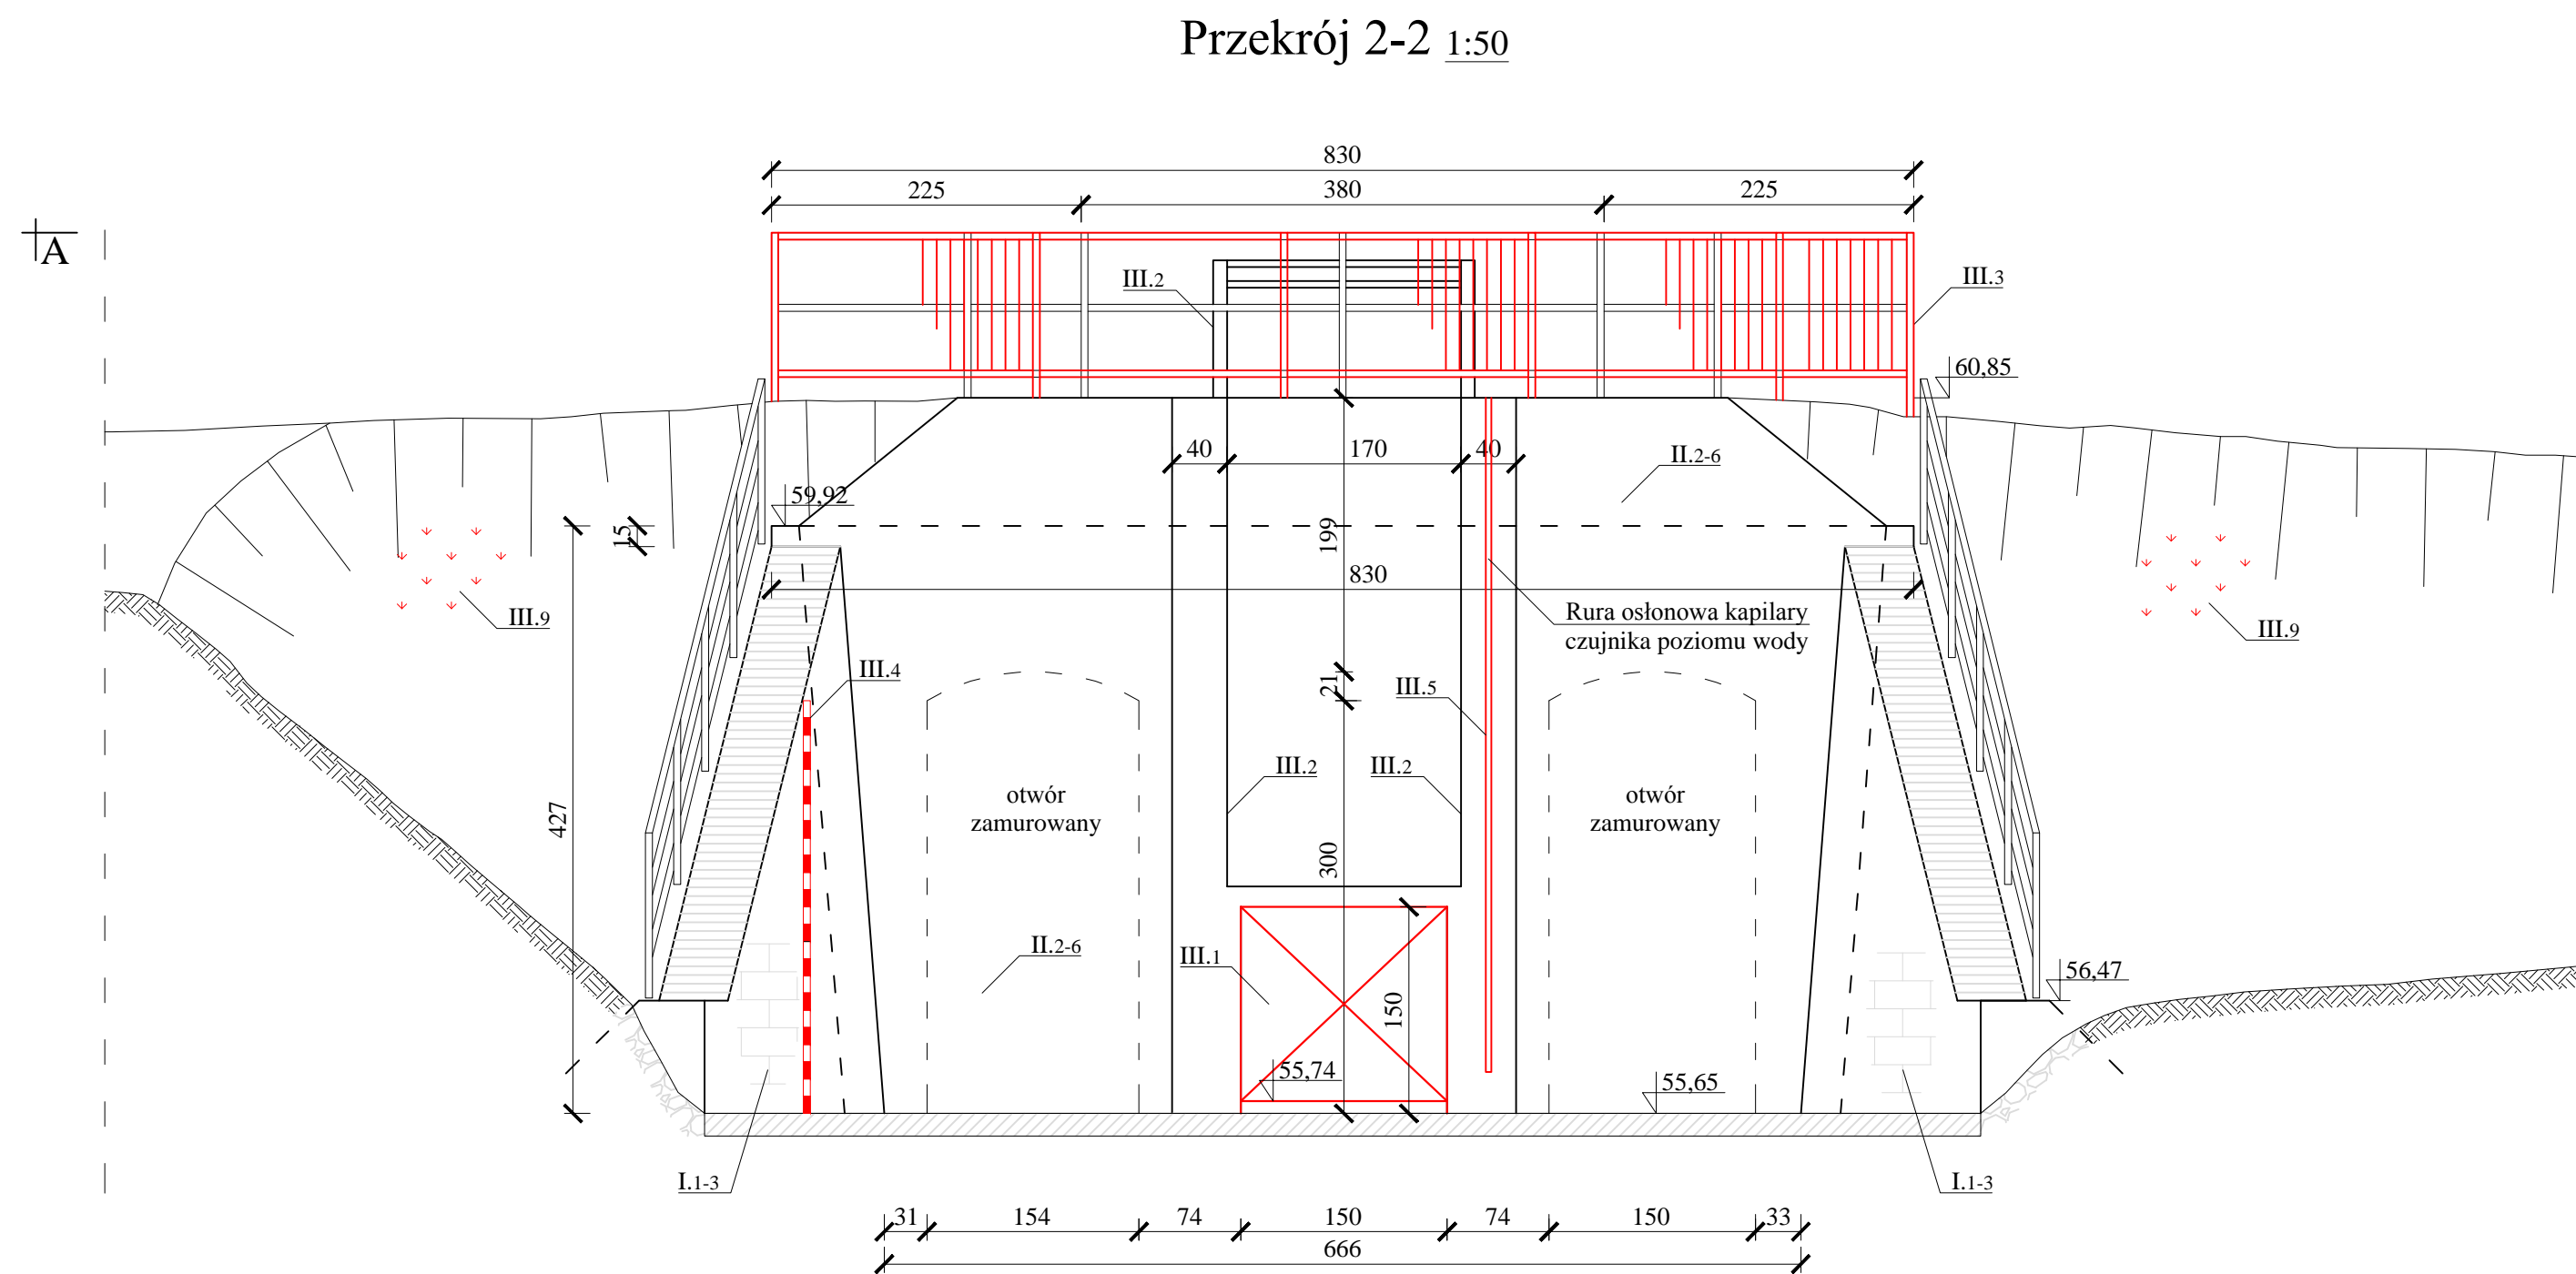 Przekrój 2-2 1:50
830
225 380 225
A
III.2
III.3
60,85
40 170 40
II.2-6
59,92
15
199
830
III.9
Rura osłonowa kapilary
czujnika poziomu wody
III.9
III.4
21
III.5
III.2 III.2
427
otwór
zamurowany
otwór
zamurowany
300
II.2-6
III.1
150
56,47
55,74
55,65
I.1-3
I.1-3
31 154 74 150 74 150 33
666